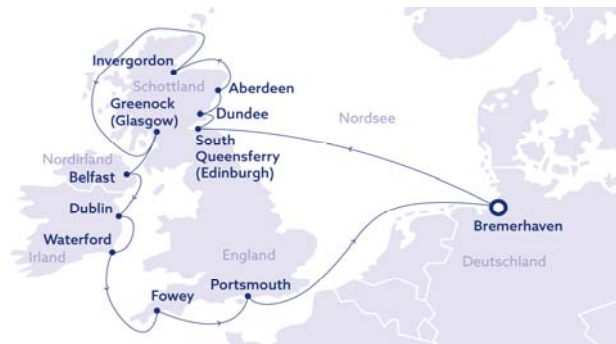 Invergordon
Schottland
Aberdeen
Greenock
(Glasgow)
Dundee
Nordsee
South
Queensferry
(Edinburgh)
Nordirland
Belfast
Dublin
Bremerhaven
Waterford
Irland
England
Deutschland
Portsmouth
Fowey